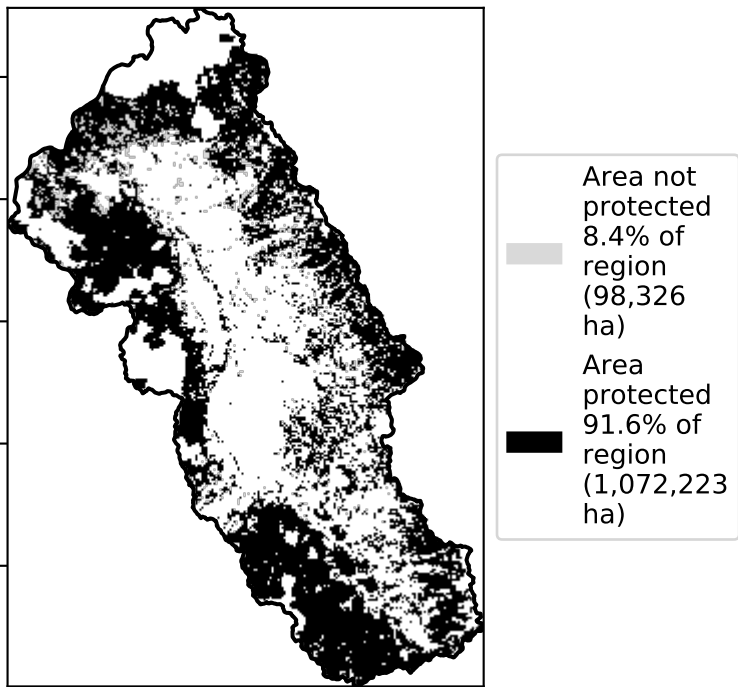 Area not
protected
8.4% of
region
(98,326
ha)
Area
protected
91.6% of
region
(1,072,223
ha)